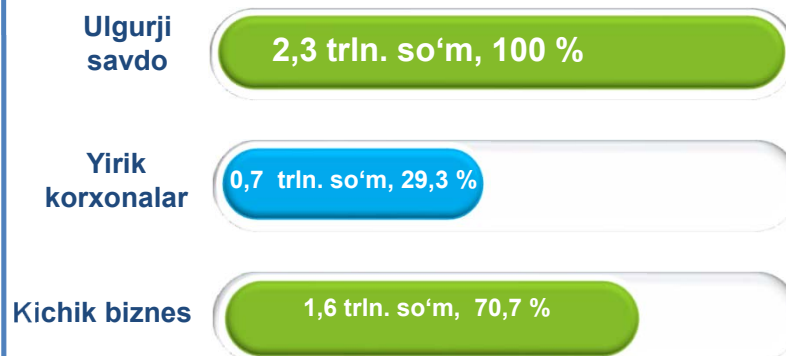 Ulgurji
savdo
2,3 trln. so‘m, 100 %
Yirik
korxonalar
0,7 trln. so‘m, 29,3 %
Kichik biznes
1,6 trln. so‘m, 70,7 %